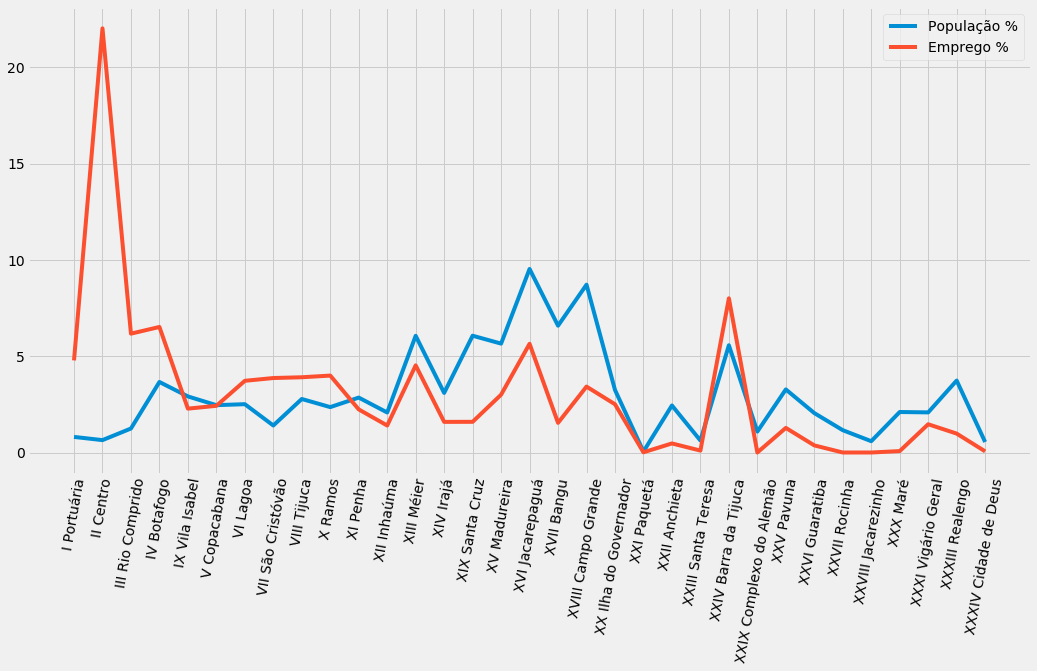 População %
Emprego %
20
15
10
5
0
I Portuária
II Centro
III Rio Comprido
IV Botafogo
IX Vila Isabel
V Copacabana
VI Lagoa
VII São Cristóvão
VIII Tijuca
X Ramos
XI Penha
XII Inhaúma
XIII Méier
XIV Irajá
XIX Santa Cruz
XV Madureira
XVI Jacarepaguá
XVII Bangu
XVIII Campo Grande
XX Ilha do Governador
XXI Paquetá
XXII Anchieta
XXIII Santa Teresa
XXIV Barra da Tijuca
XXIX Complexo do Alemão
XXV Pavuna
XXVI Guaratiba
XXVII Rocinha
XXVIII Jacarezinho
XXX Maré
XXXI Vigário Geral
XXXIII Realengo
XXXIV Cidade de Deus